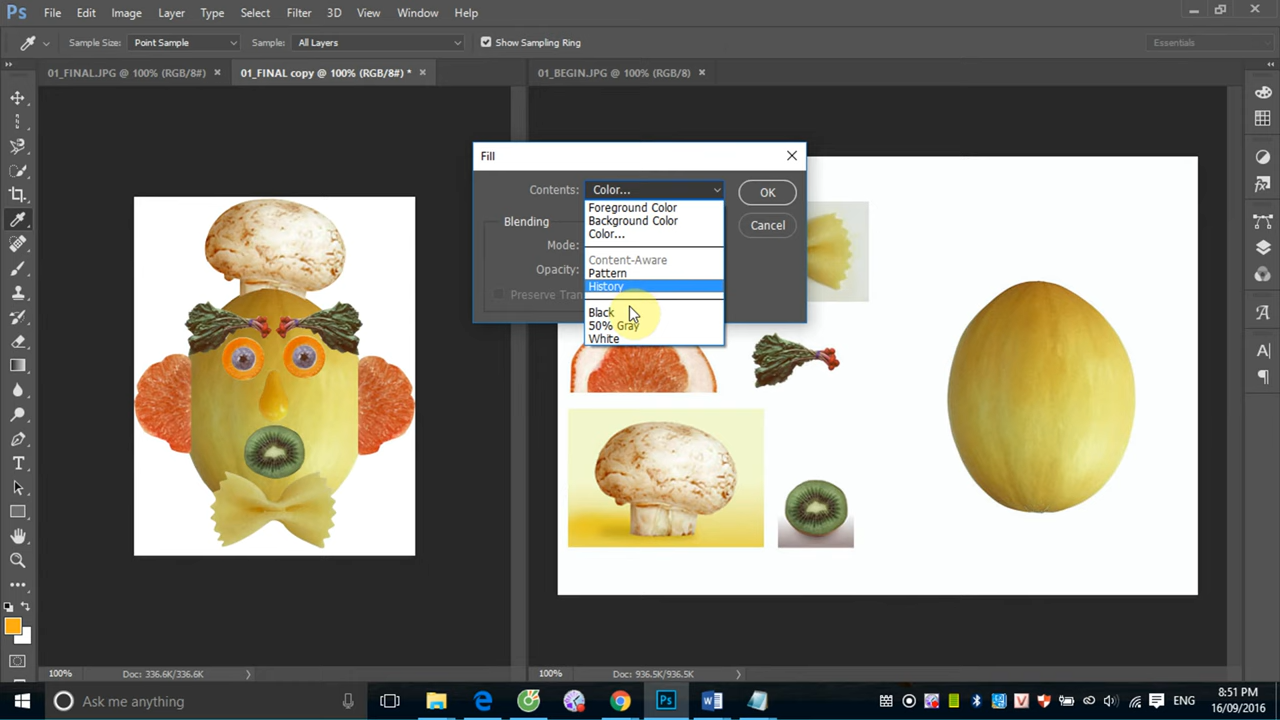 Ps File Edit Image Layer Type Select Filter 3D View Window Help
Sample Size: Point Sample Sample: All Layers Show Sampling Ring Essentials
01_FINAL.JPG @ 100% (RGB/8#) × 01_FINAL copy @ 100% (RGB/8#) * × 01_BEGIN.JPG @ 100% (RGB/8) ×
Fill
Contents: Color... OK
Foreground Color
Background Color
Color...
Blending
Cancel
Mode:
Content-Aware
Opacity:
Pattern
History
Preserve Tran
Black
50% Gray
White
100% Doc: 336.6K/336.6K 100% Doc: 936.5K/936.5K
Ask me anything
ENG
8:51 PM
16/09/2016